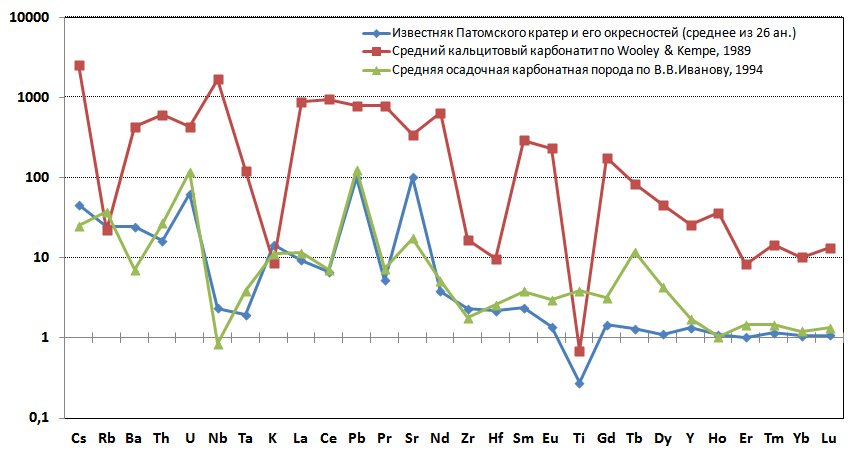 10000
1000
100
10
1
0,1
Известняк Патомского кратер и его окресностей (среднее из 26 ан.)
Средний кальцитовый карбонатит по Wooley & Kempe, 1989
Средняя осадочная карбонатная порода по В.В.Иванову, 1994
Cs Rb Ba Th U Nb Ta K La Ce Pb Pr Sr Nd Zr Hf Sm Eu Ti Gd Tb Dy Y Ho Er Tm Yb Lu